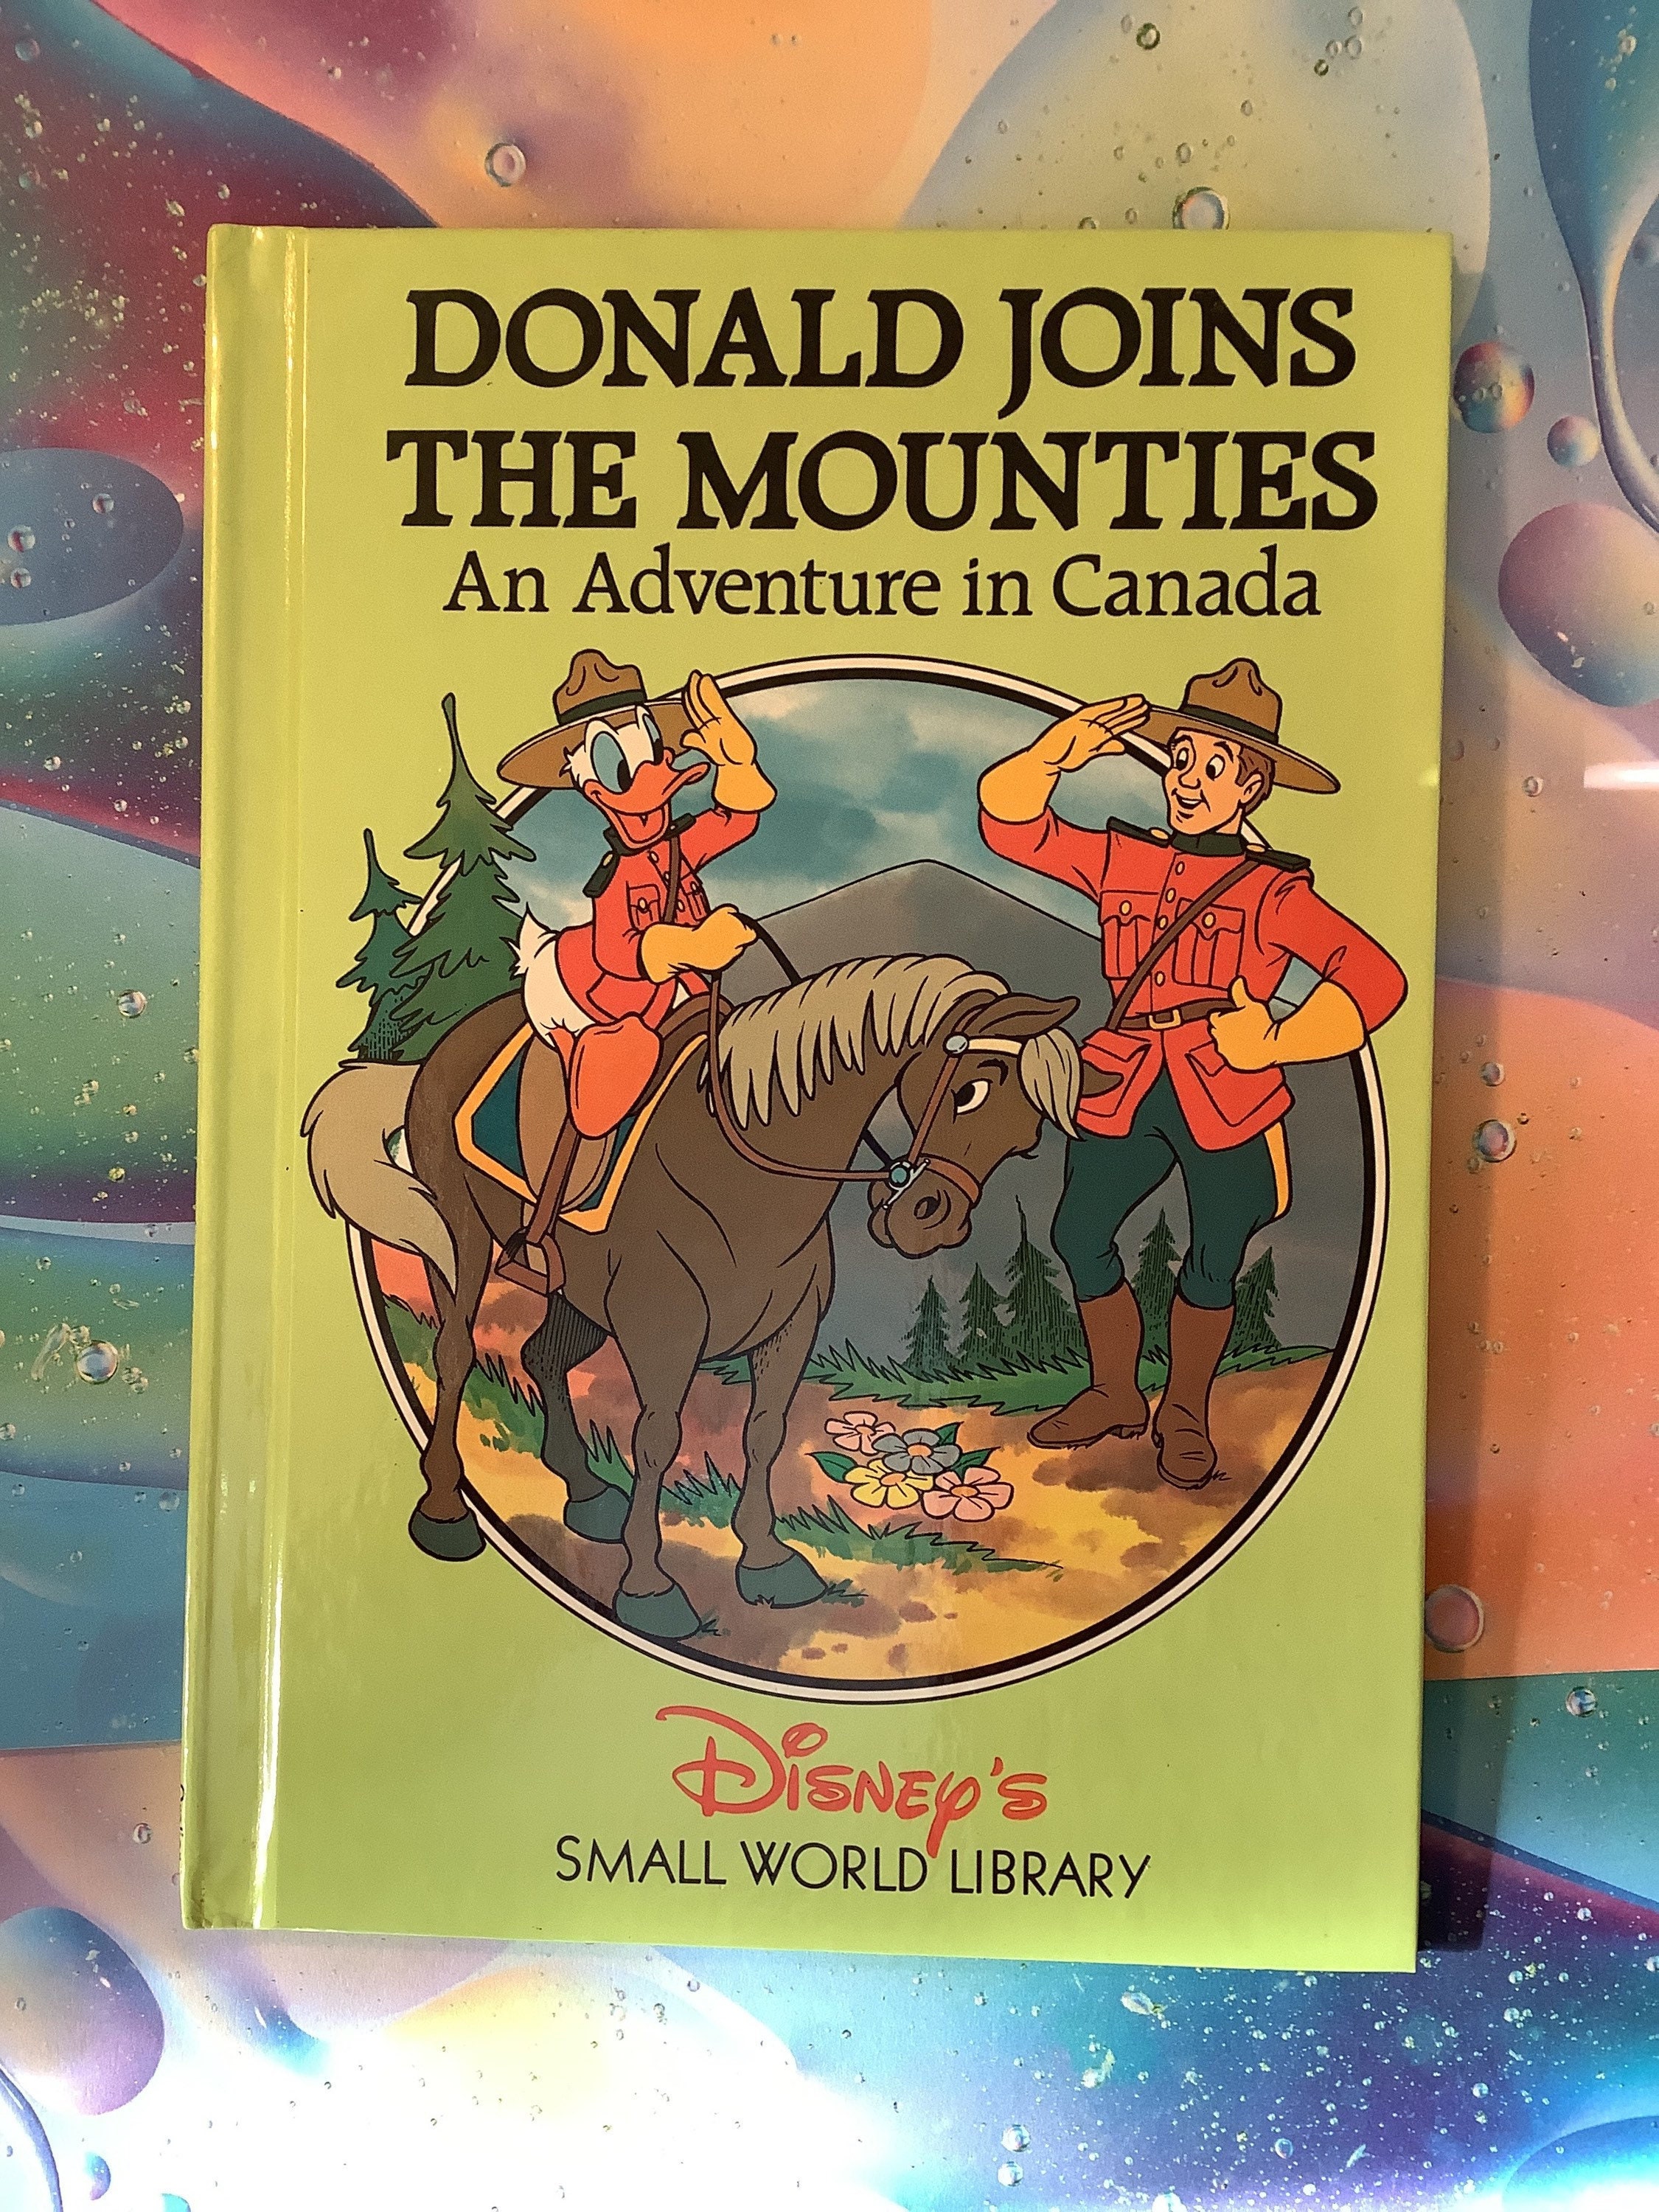 DONALD JOINS
THE MOUNTIES
An Adventure in Canada
DISNEY'S
SMALL WORLD LIBRARY